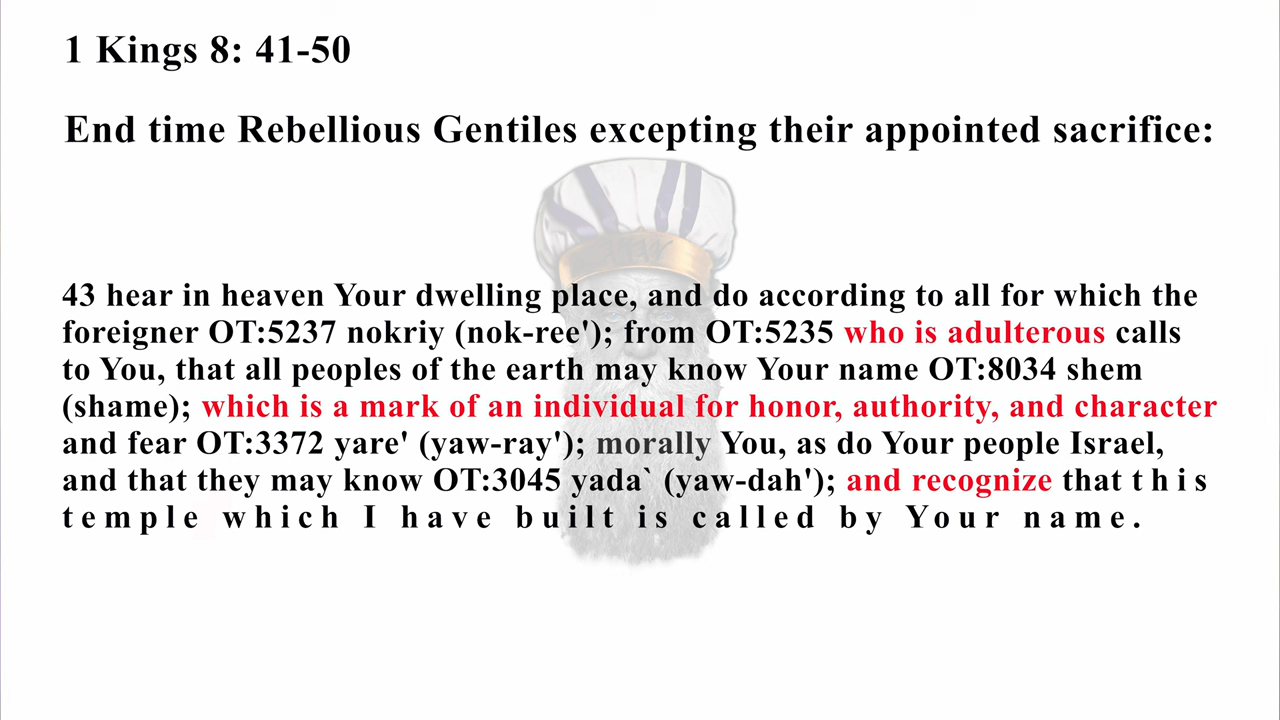 1 Kings 8: 41-50
End time Rebellious Gentiles excepting their appointed sacrifice:
43 hear in heaven Your dwelling place, and do according to all for which the
foreigner OT:5237 nokriy (nok-ree'); from OT:5235 who is adulterous calls
to You, that all peoples of the earth may know Your name OT:8034 shem
(shame); which is a mark of an individual for honor, authority, and character
and fear OT:3372 yare' (yaw-ray'); morally You, as do Your people Israel,
and that they may know OT:3045 yada` (yaw-dah'); and recognize that this
temple which I have built is called by Your name.